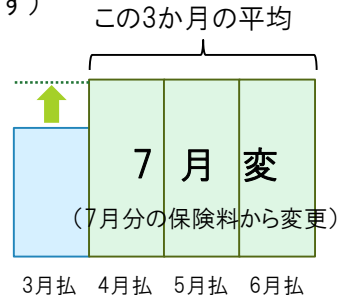 す）
この3か月の平均
7 月 変
（7月分の保険料から変更）
3月払 4月払 5月払 6月払